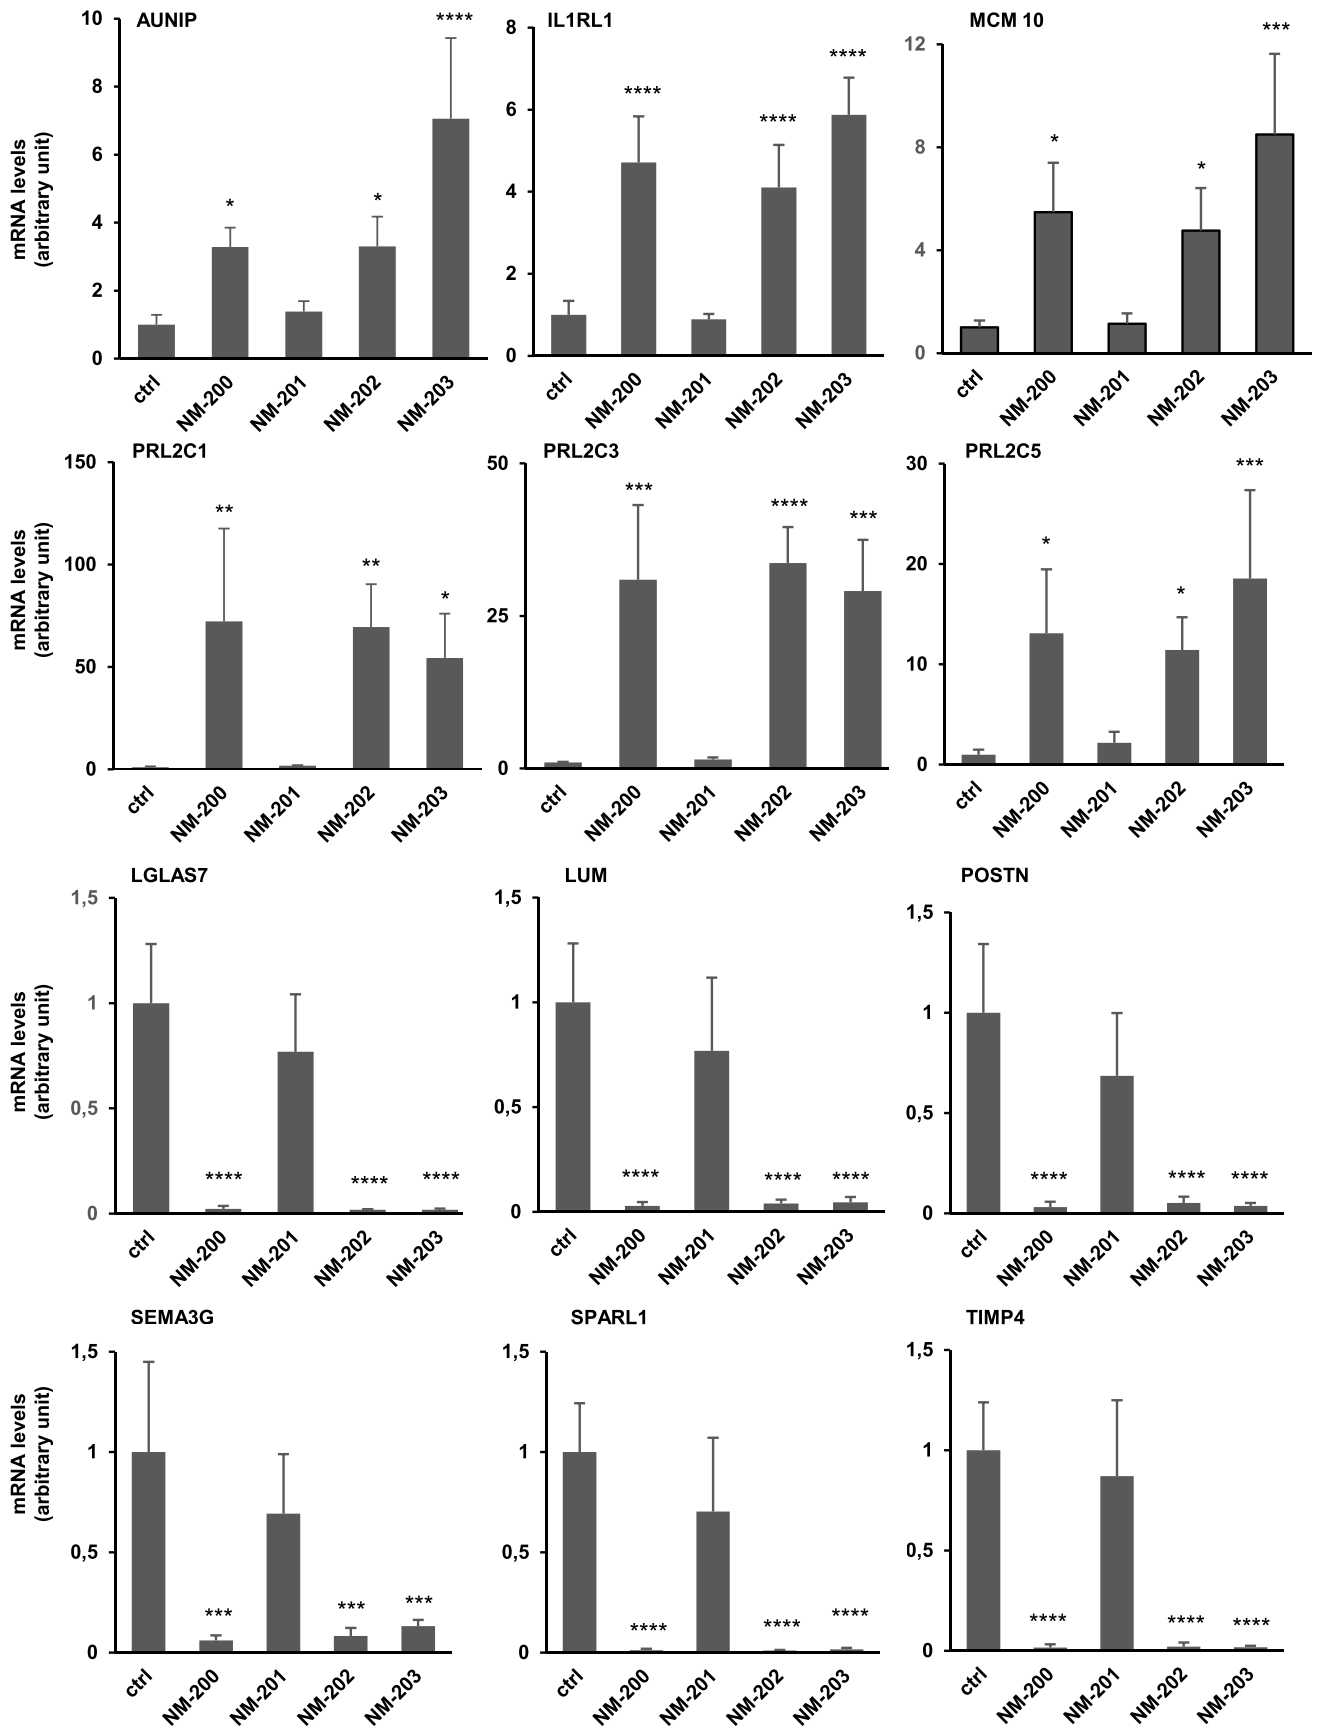 AUNIP
mRNA levels
(arbitrary unit)
10
8
6
4
2
0
*
*
****
ctrl
NM-200
NM-201
NM-202
NM-203
IL1RL1
8
6
4
2
0
****
****
****
ctrl
NM-200
NM-201
NM-202
NM-203
MCM 10
12
8
4
0
*
*
***
ctrl
NM-200
NM-201
NM-202
NM-203
PRL2C1
mRNA levels
(arbitrary unit)
150
100
50
0
**
**
*
ctrl
NM-200
NM-201
NM-202
NM-203
PRL2C3
50
25
0
***
****
***
ctrl
NM-200
NM-201
NM-202
NM-203
PRL2C5
30
20
10
0
*
*
***
ctrl
NM-200
NM-201
NM-202
NM-203
LGLAS7
mRNA levels
(arbitrary unit)
1,5
1
0,5
0
****
****
****
ctrl
NM-200
NM-201
NM-202
NM-203
LUM
1,5
1
0,5
0
****
****
****
ctrl
NM-200
NM-201
NM-202
NM-203
POSTN
1,5
1
0,5
0
****
****
****
ctrl
NM-200
NM-201
NM-202
NM-203
SEMA3G
mRNA levels
(arbitrary unit)
1,5
1
0,5
0
***
***
***
ctrl
NM-200
NM-201
NM-202
NM-203
SPARL1
1,5
1
0,5
0
****
****
****
ctrl
NM-200
NM-201
NM-202
NM-203
TIMP4
1,5
1
0,5
0
****
****
****
ctrl
NM-200
NM-201
NM-202
NM-203